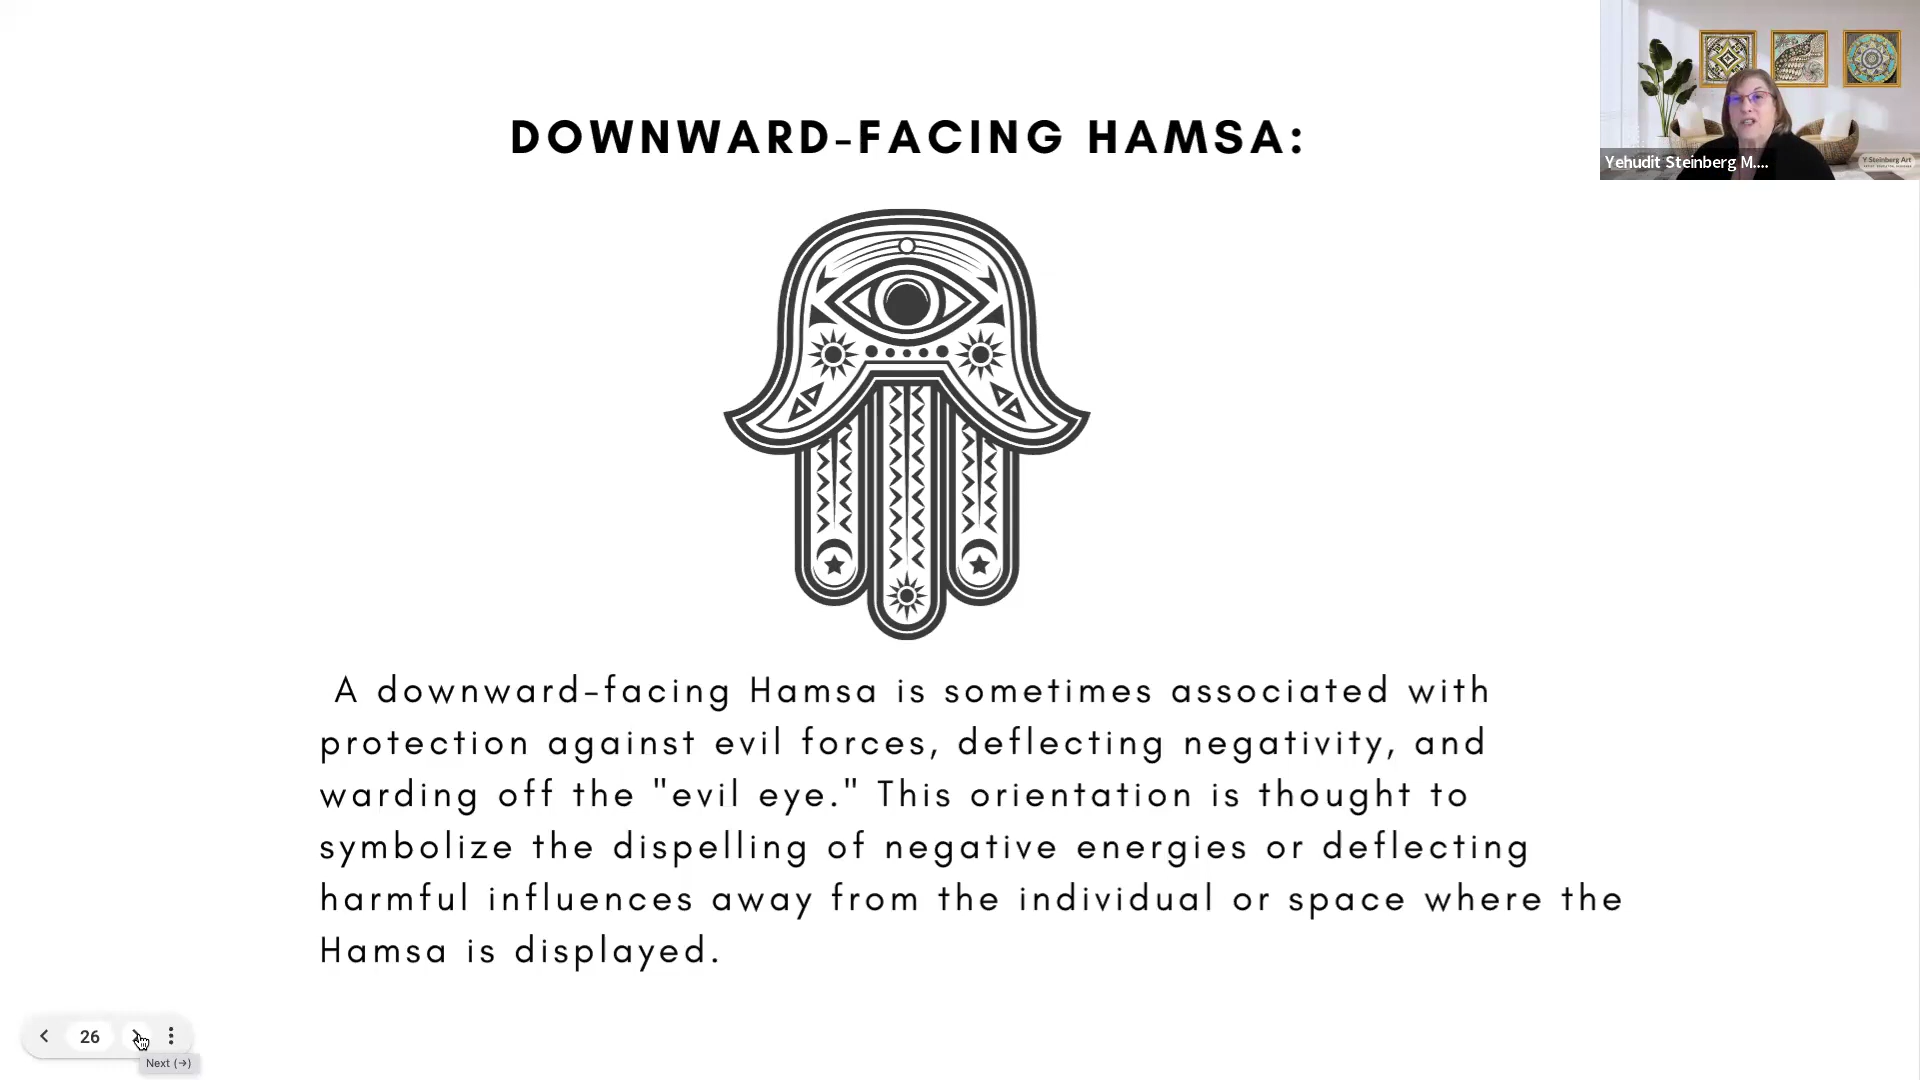 DOWNWARD-FACING HAMSA:
Yehudit Steinberg M....
Y.Steinberg Art
A downward-facing Hamsa is sometimes associated with
protection against evil forces, deflecting negativity, and
warding off the "evil eye." This orientation is thought to
symbolize the dispelling of negative energies or deflecting
harmful influences away from the individual or space where the
Hamsa is displayed.
26
Next (→)